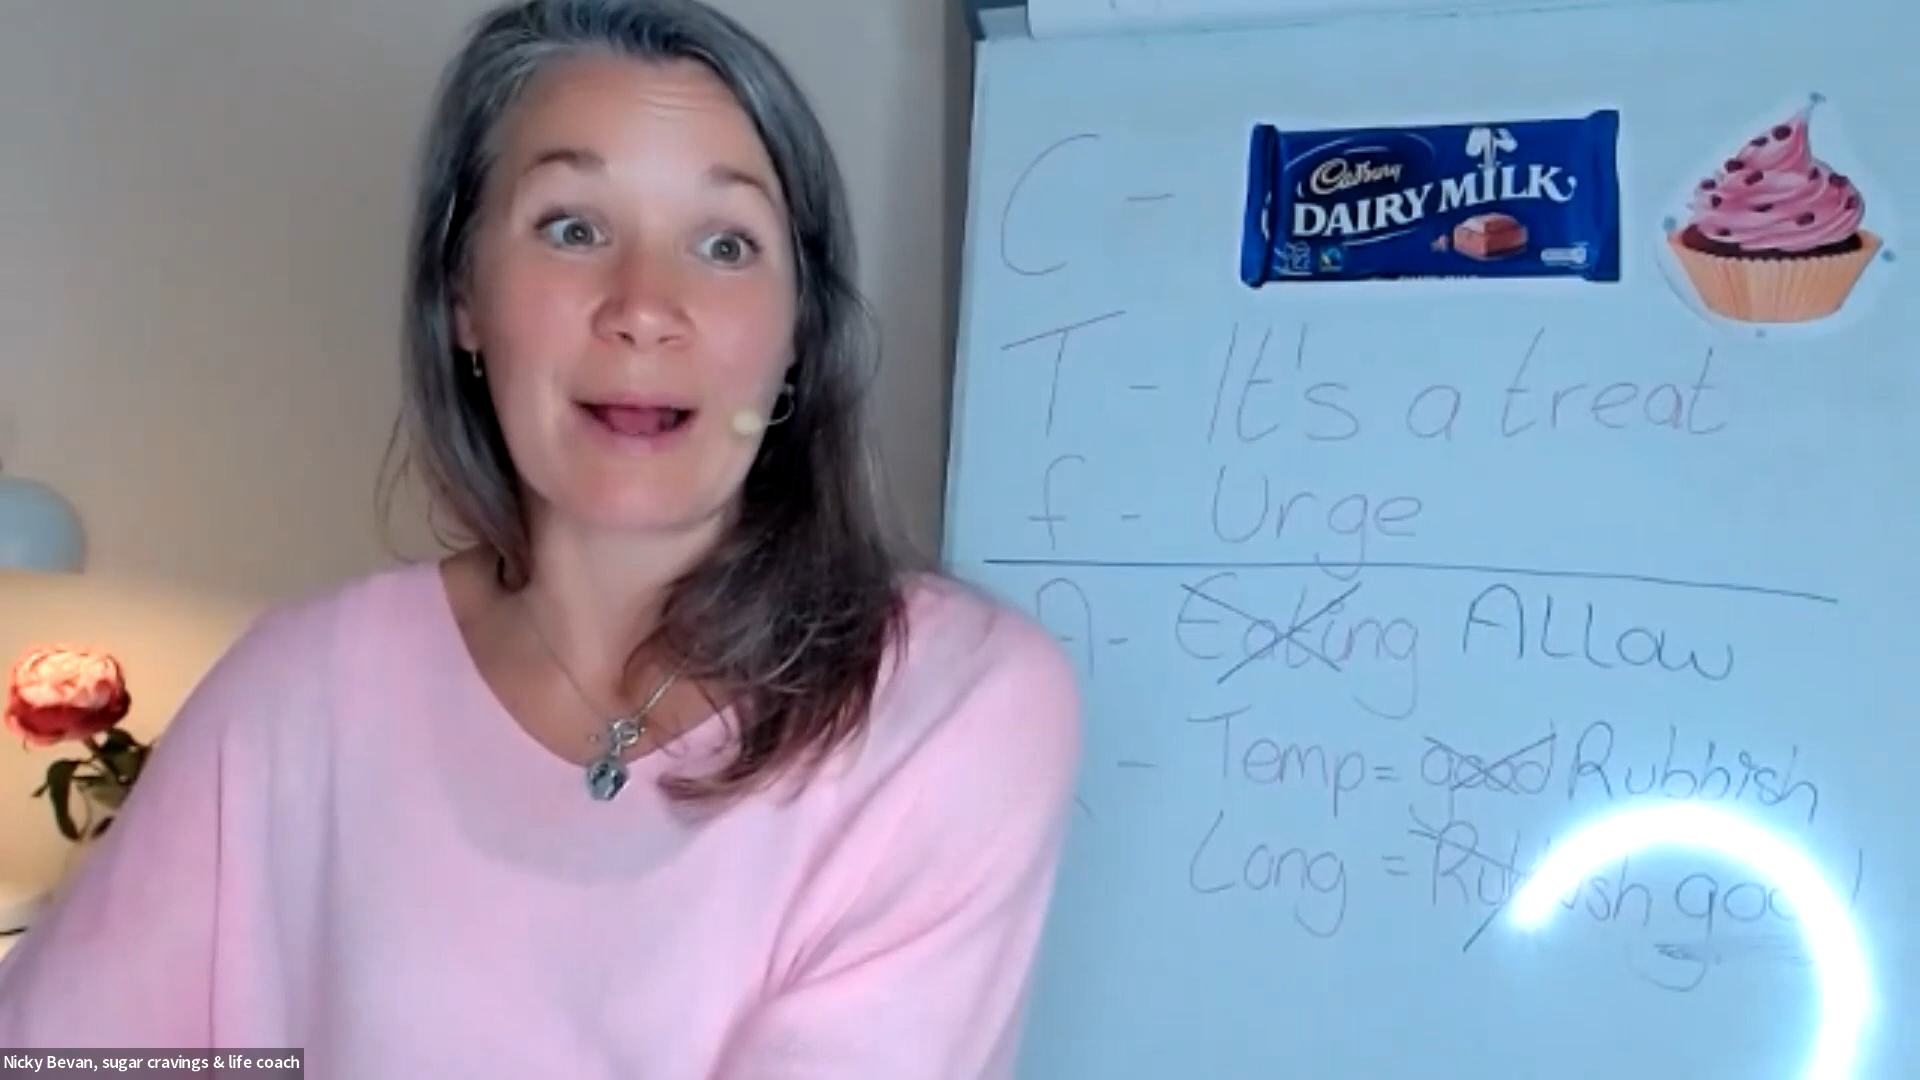 C -
Cadbury
DAIRY MILK
T - It's a treat
f - Urge
A - Eating ALLow
- Temp = good Rubbish
Long = Rubbish good
Nicky Bevan, sugar cravings & life coach